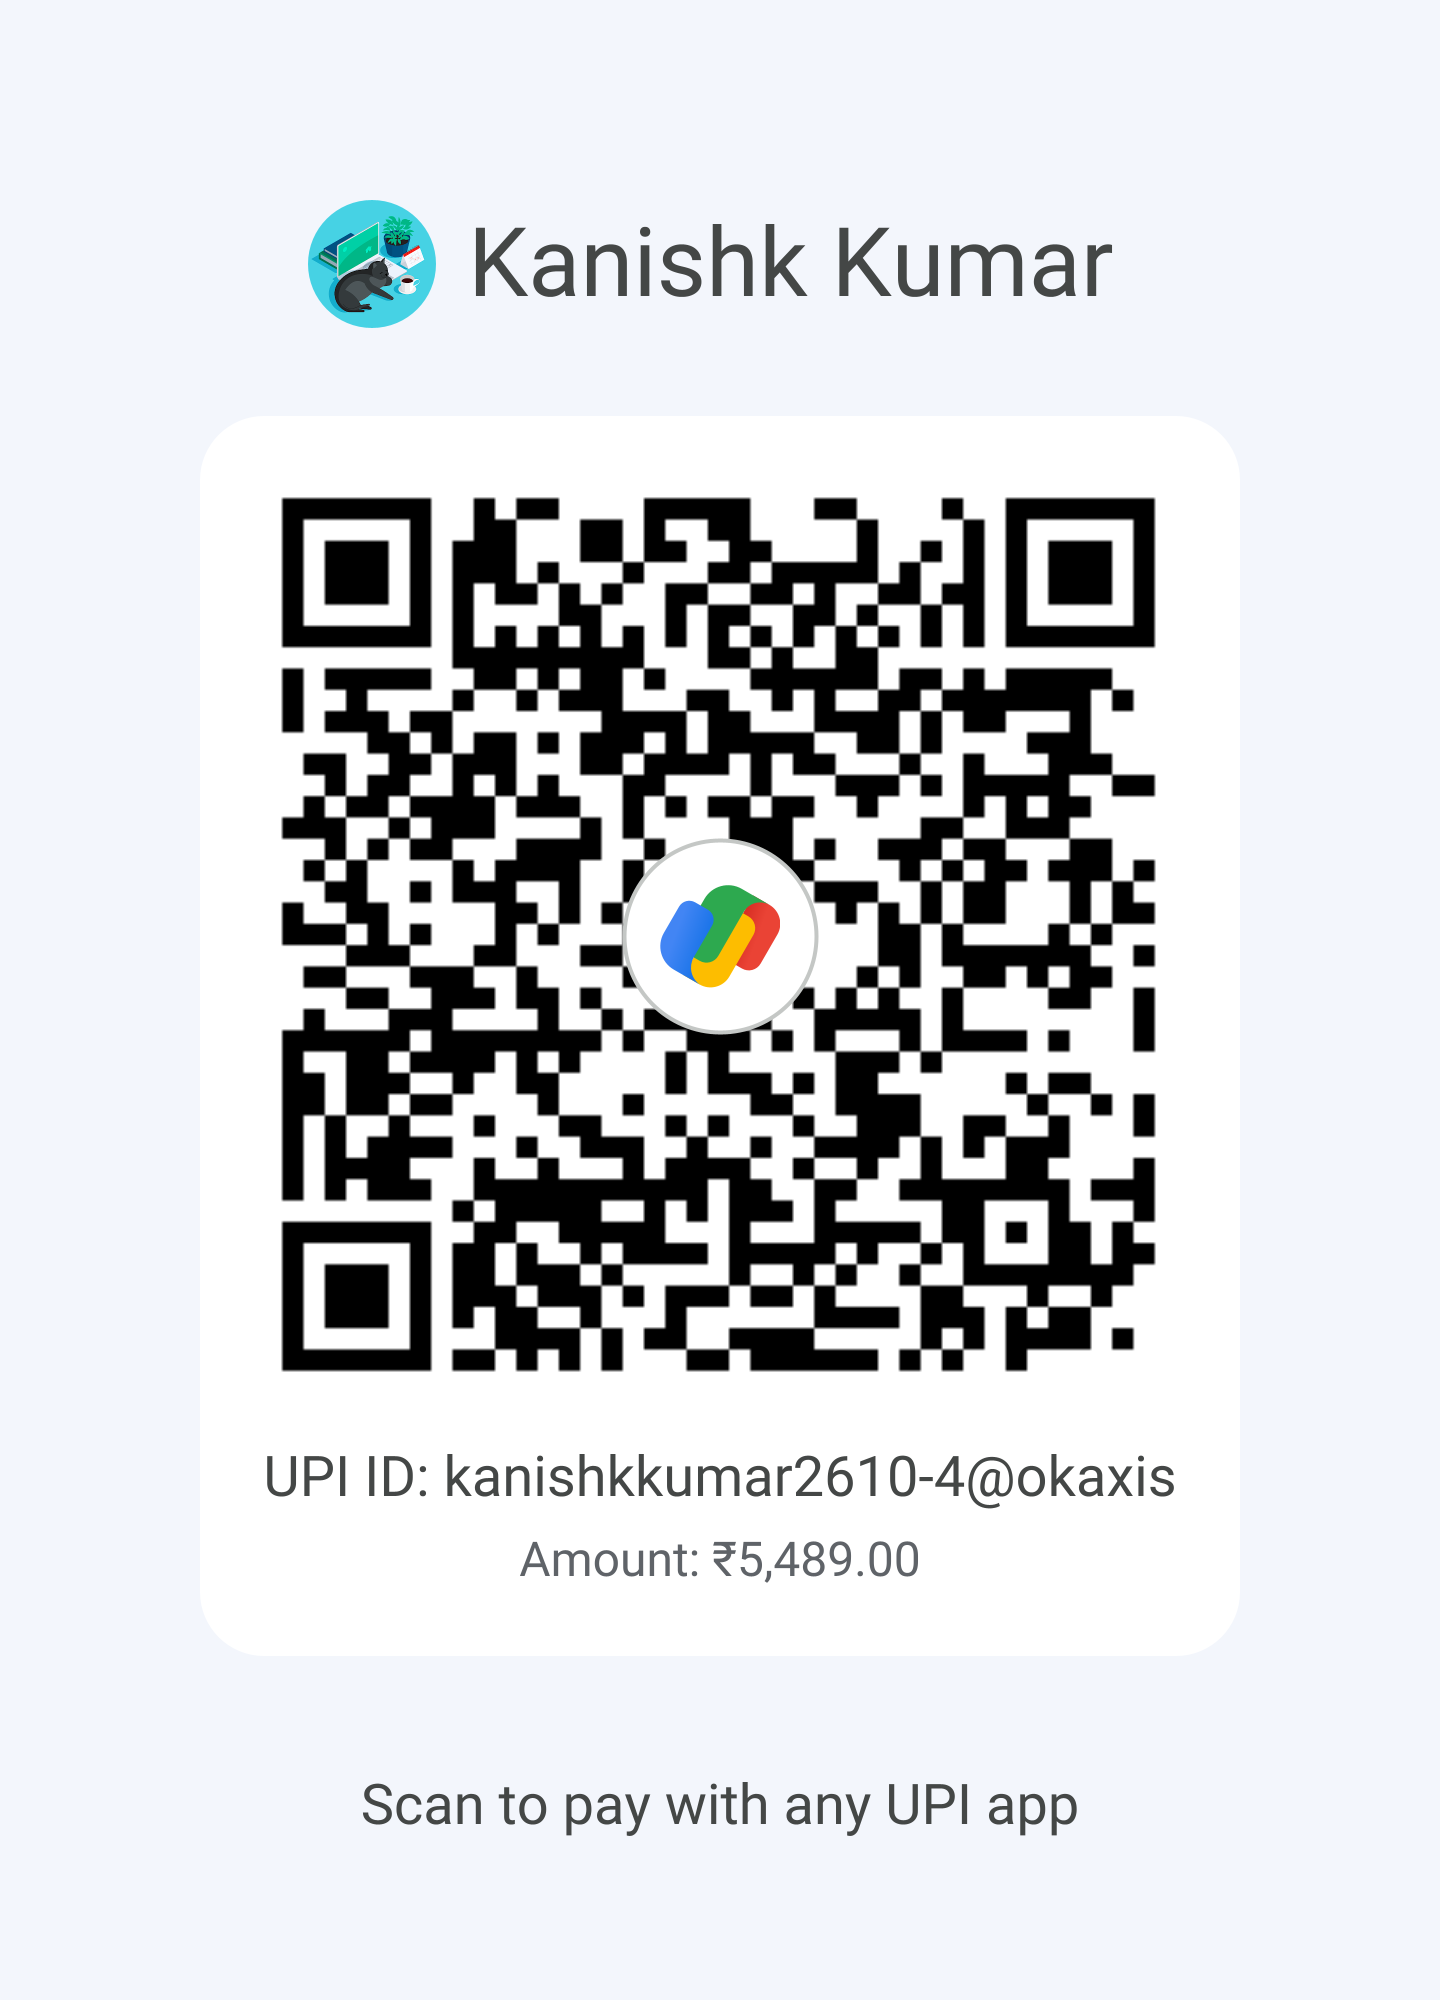 Kanishk Kumar
UPI ID: kanishkkumar2610-4@okaxis
Amount: ₹5,489.00
Scan to pay with any UPI app